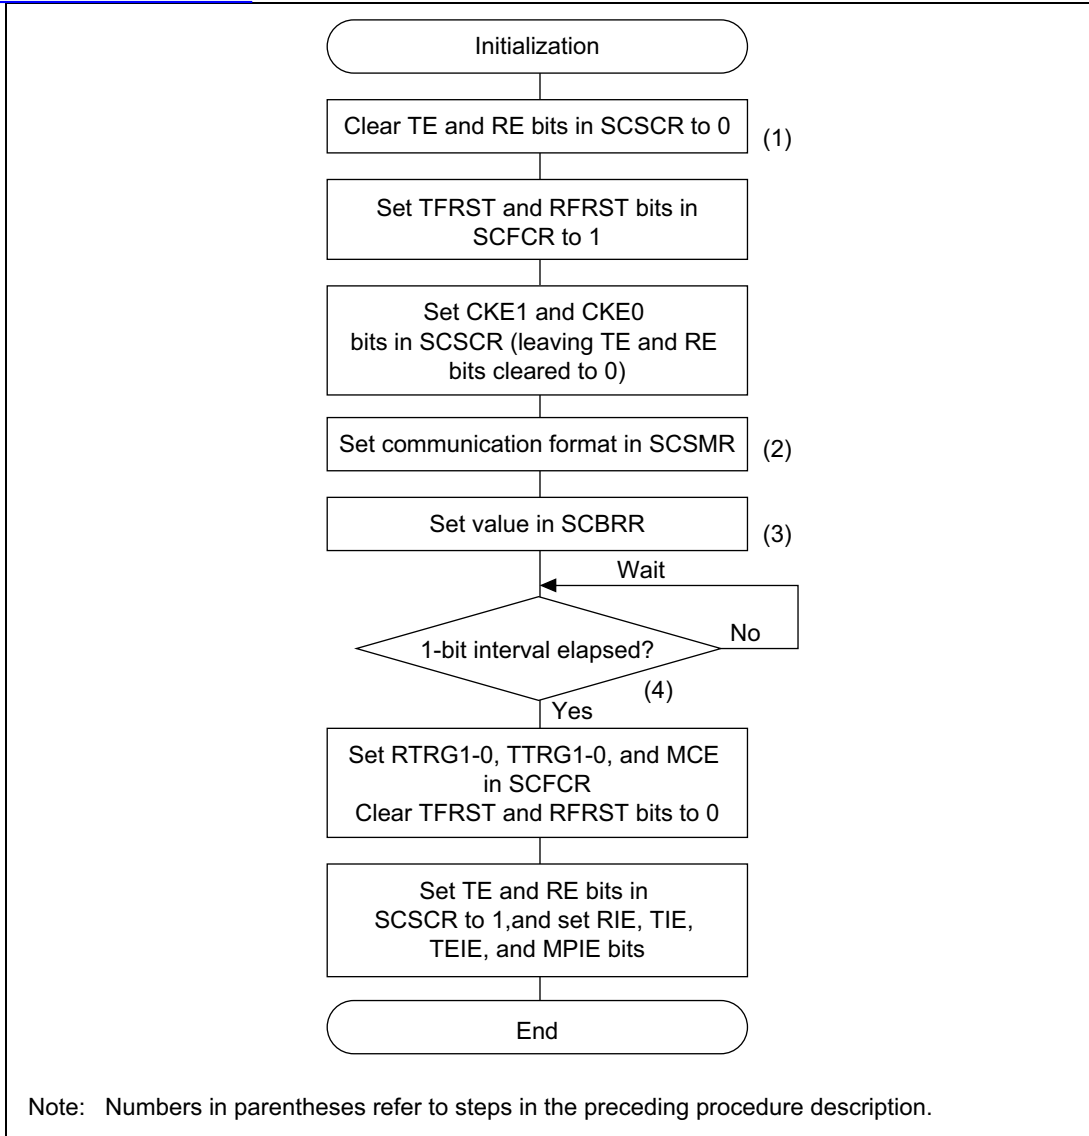 Initialization
Clear TE and RE bits in SCSCR to 0
(1)
Set TFRST and RFRST bits in
SCFCR to 1
Set CKE1 and CKE0
bits in SCSCR (leaving TE and RE
bits cleared to 0)
Set communication format in SCSMR
(2)
Set value in SCBRR
(3)
Wait
1-bit interval elapsed?
No
(4)
Yes
Set RTRG1-0, TTRG1-0, and MCE
in SCFCR
Clear TFRST and RFRST bits to 0
Set TE and RE bits in
SCSCR to 1,and set RIE, TIE,
TEIE, and MPIE bits
End
Note: Numbers in parentheses refer to steps in the preceding procedure description.